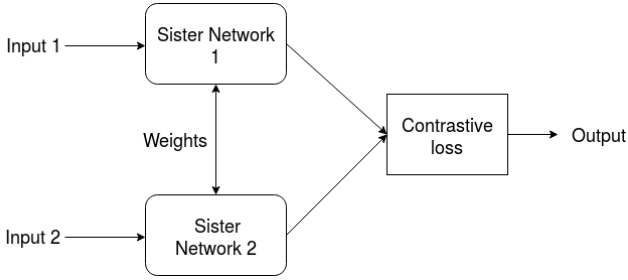 Input 1
Sister Network
1
Weights
Contrastive
loss
Output
Input 2
Sister
Network 2